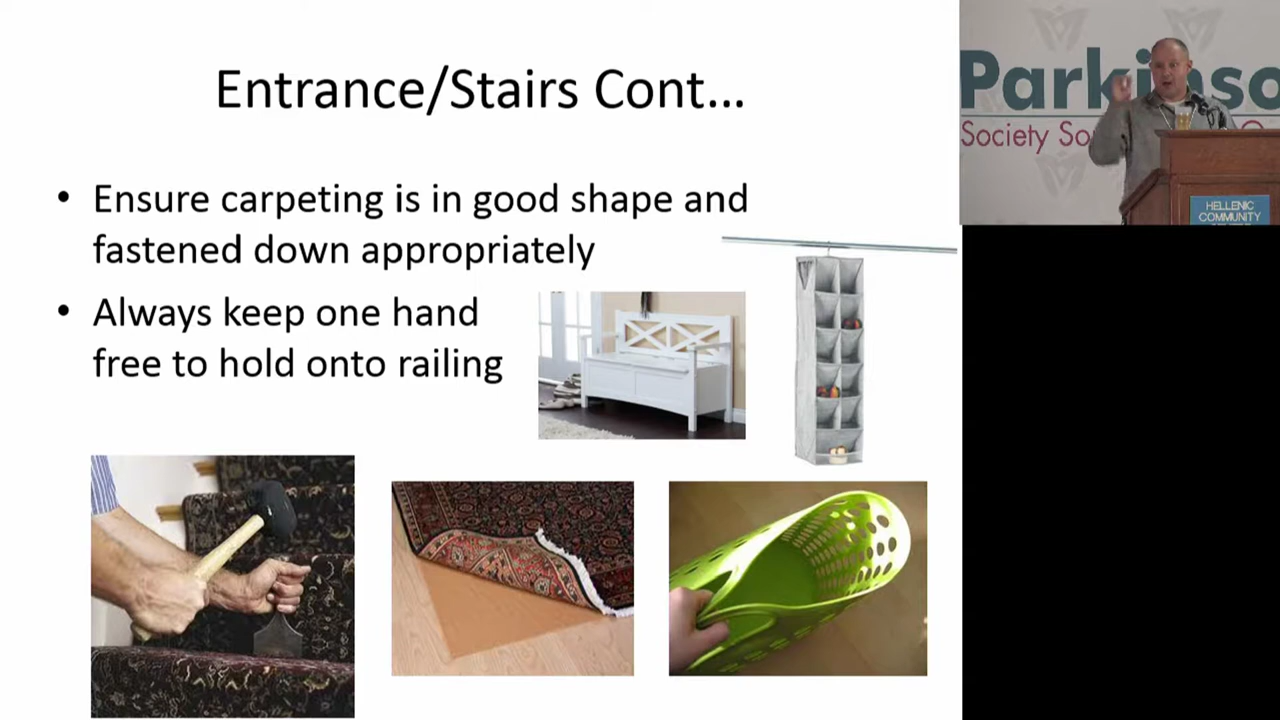 Entrance/Stairs Cont...
• Ensure carpeting is in good shape and
fastened down appropriately
• Always keep one hand
free to hold onto railing
Parkinso
Society So
HELLENIC
COMMUNITY